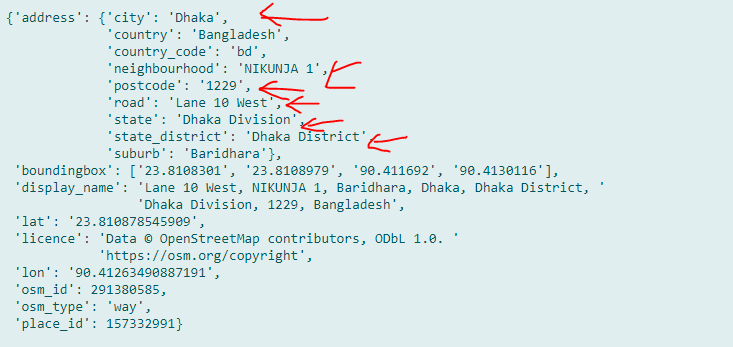 {'address': {'city': 'Dhaka',
'country': 'Bangladesh',
'country_code': 'bd',
'neighbourhood': 'NIKUNJA 1',
'postcode': '1229',
'road': 'Lane 10 West',
'state': 'Dhaka Division',
'state_district': 'Dhaka District',
'suburb': 'Baridhara'},
'boundingbox': ['23.8108301', '23.8108979', '90.411692', '90.4130116'],
'display_name': 'Lane 10 West, NIKUNJA 1, Baridhara, Dhaka, Dhaka District, '
'Dhaka Division, 1229, Bangladesh',
'lat': '23.810878545909',
'licence': 'Data © OpenStreetMap contributors, ODbL 1.0. '
'https://osm.org/copyright',
'lon': '90.41263490887191',
'osm_id': 291380585,
'osm_type': 'way',
'place_id': 157332991}